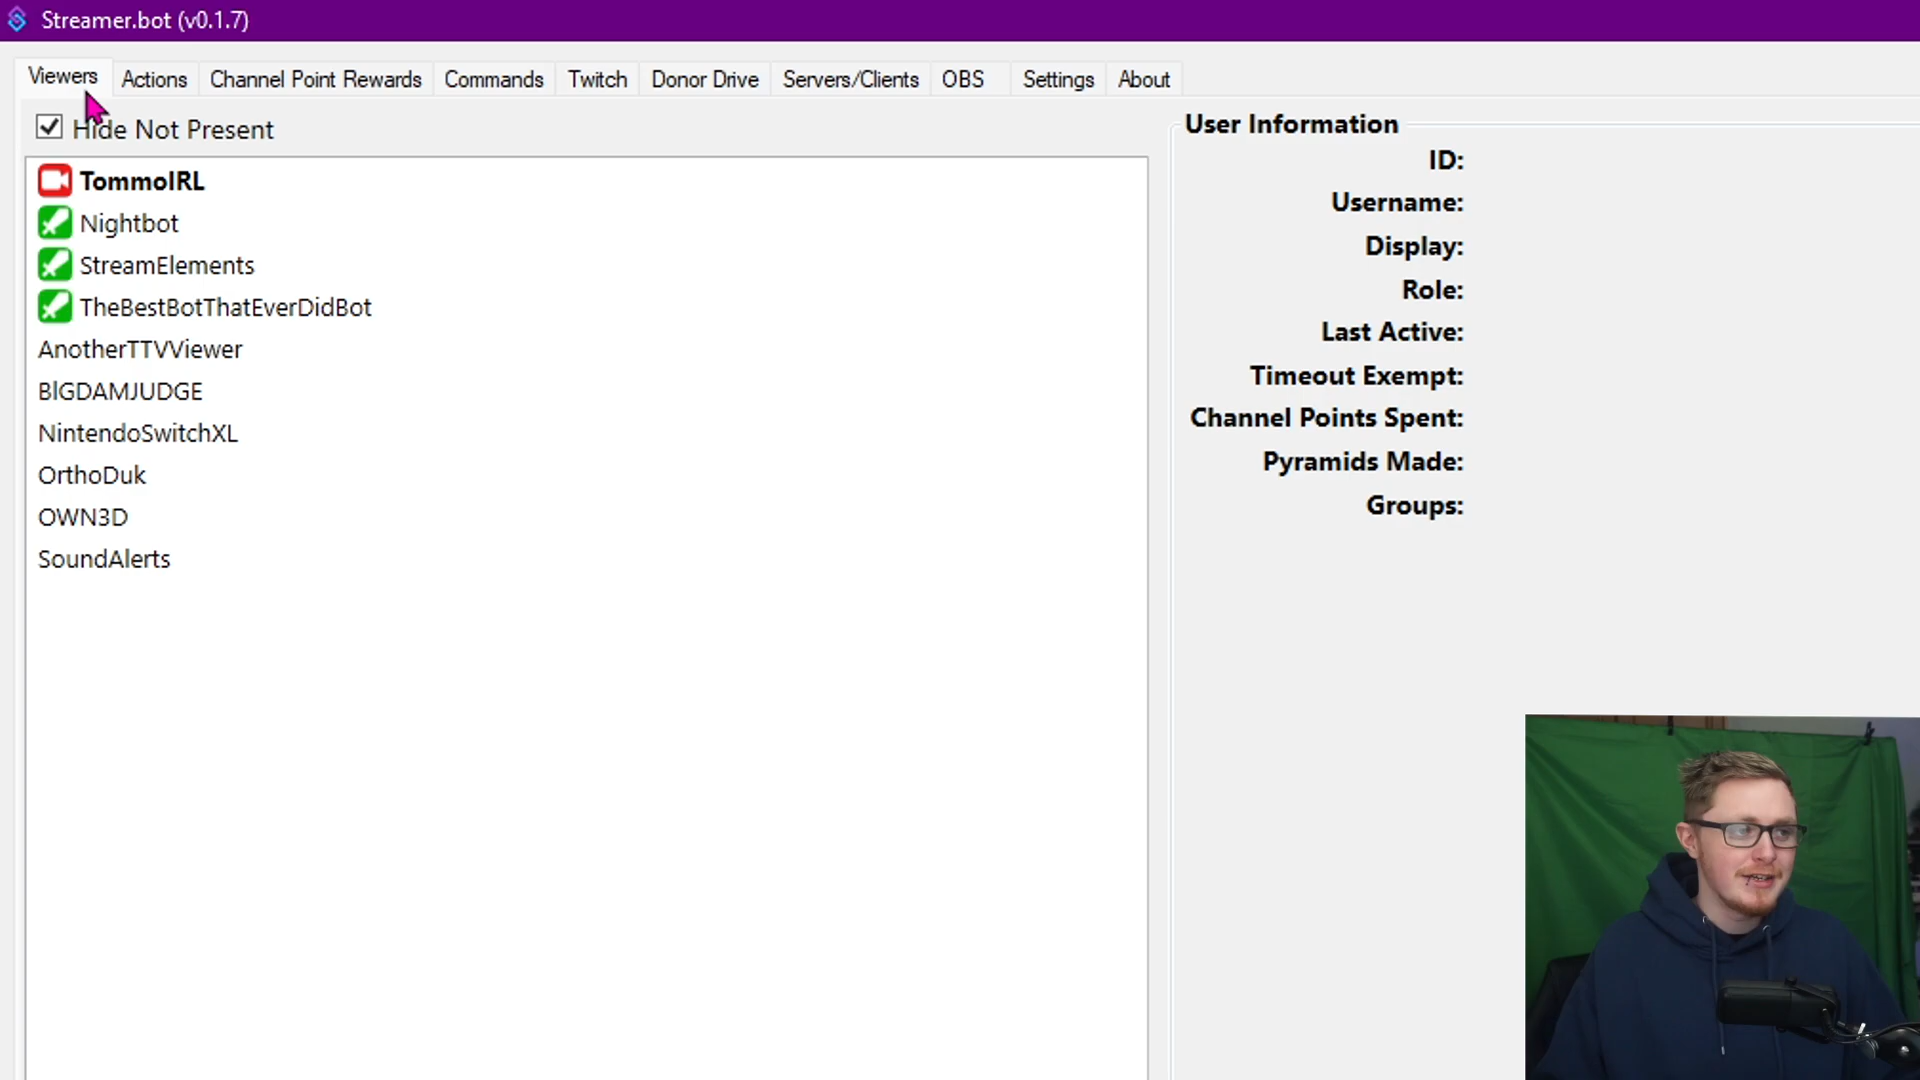 Streamer.bot (v0.1.7)
Viewers Actions Channel Point Rewards Commands Twitch Donor Drive Servers/Clients OBS Settings About
Hide Not Present
TommoIRL
Nightbot
StreamElements
TheBestBotThatEverDidBot
AnotherTTVViewer
BlGDAMJUDGE
NintendoSwitchXL
OrthoDuk
OWN3D
SoundAlerts
User Information
ID:
Username:
Display:
Role:
Last Active:
Timeout Exempt:
Channel Points Spent:
Pyramids Made:
Groups: